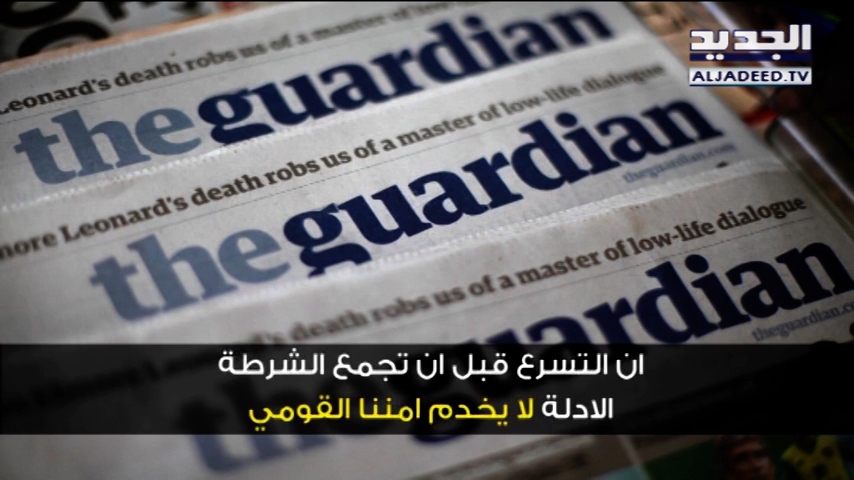 الجديد
ALJADEED.TV
Leonard's death robs us of a master of low-life dialogue
theguardian
more Leonard's death robs us of a master of low-life dialogue
theguardian
theguardian.com
Leonard's death robs us of a master of low-life dialogue
theguardian
theguardian.co
ان التسرع قبل ان تجمع الشرطة
الادلة لا يخدم امننا القومي